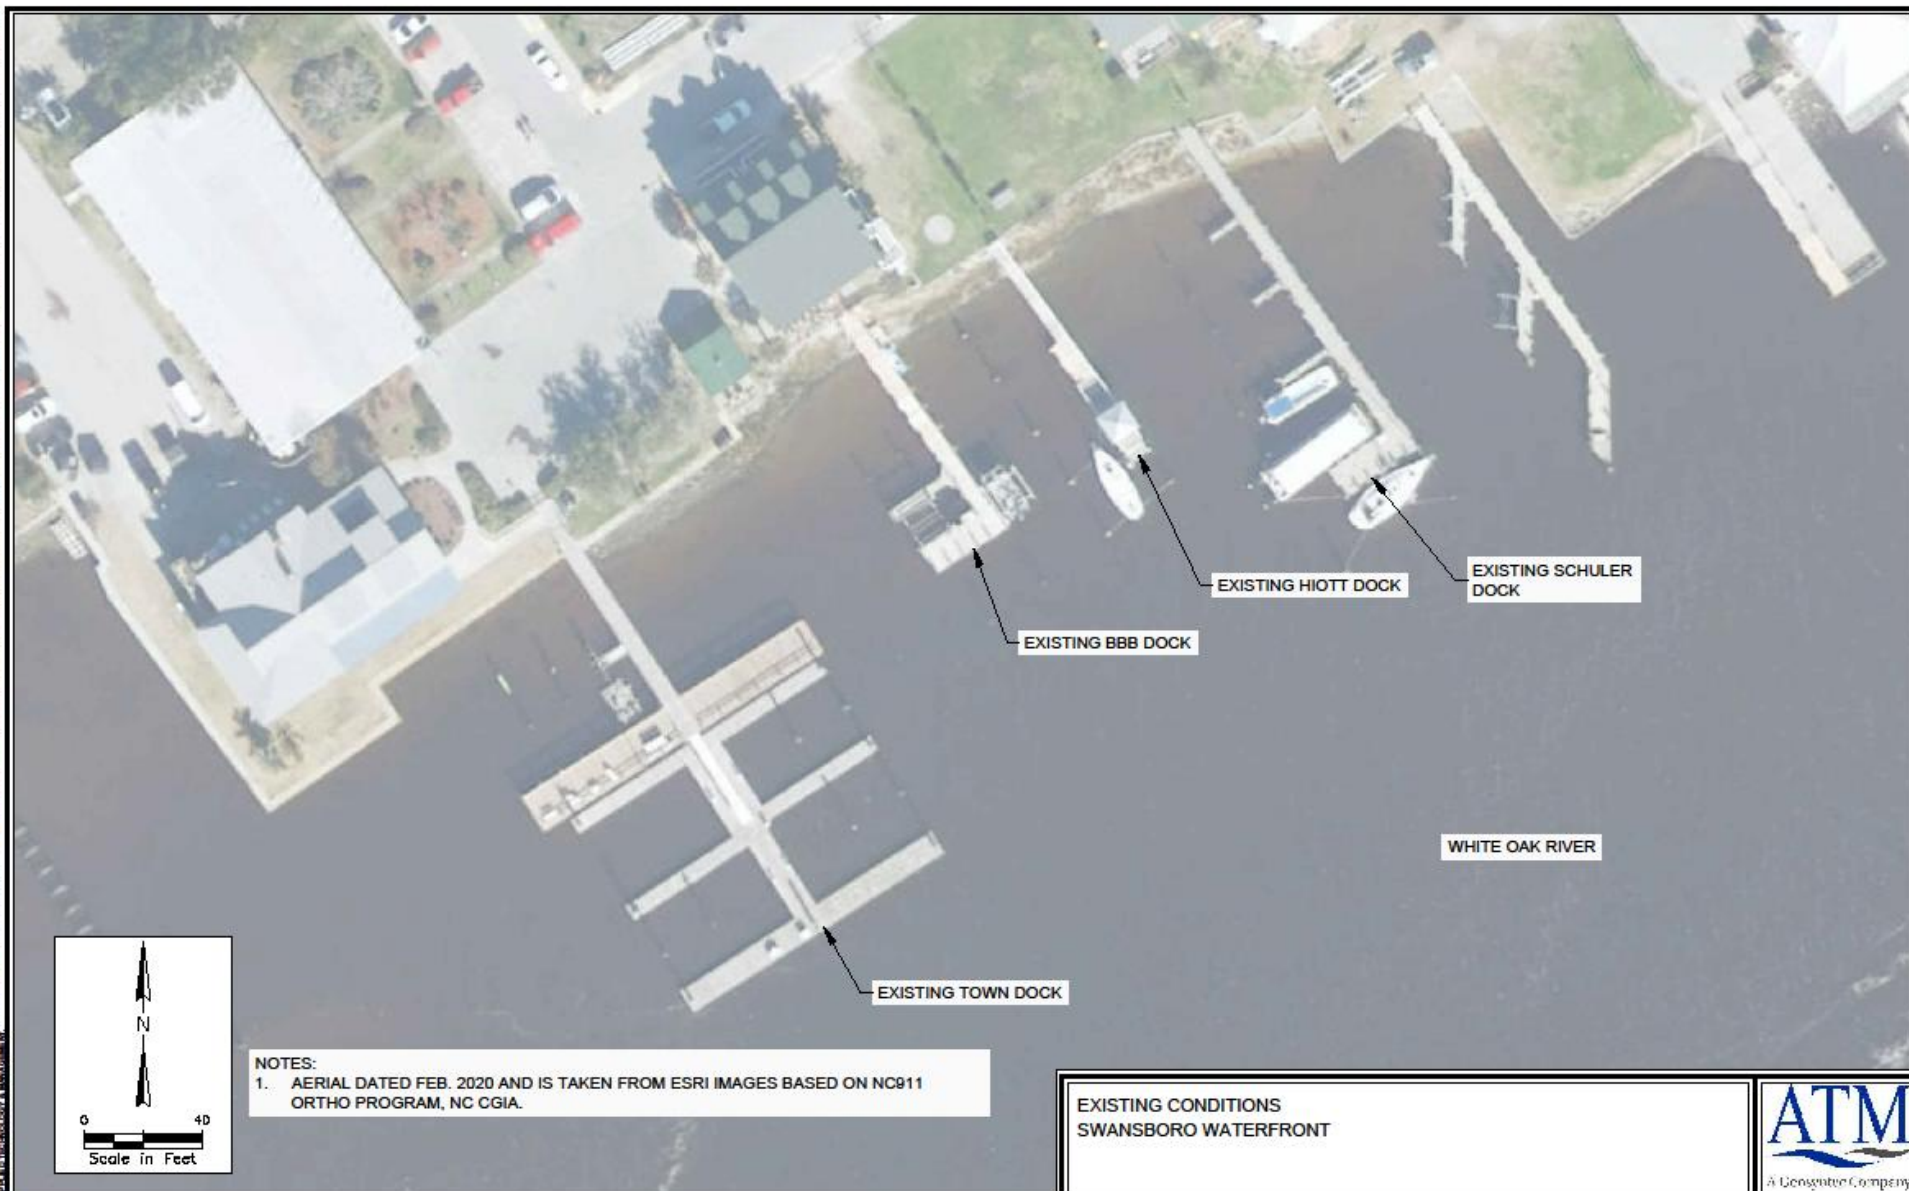 EXISTING SCHULER
DOCK
EXISTING HIOTT DOCK
EXISTING BBB DOCK
WHITE OAK RIVER
EXISTING TOWN DOCK
N
0 40
Scale in Feet
NOTES:
1. AERIAL DATED FEB. 2020 AND IS TAKEN FROM ESRI IMAGES BASED ON NC911
ORTHO PROGRAM, NC CGIA.
EXISTING CONDITIONS
SWANSBORO WATERFRONT
ATM
A Geosyntec Company